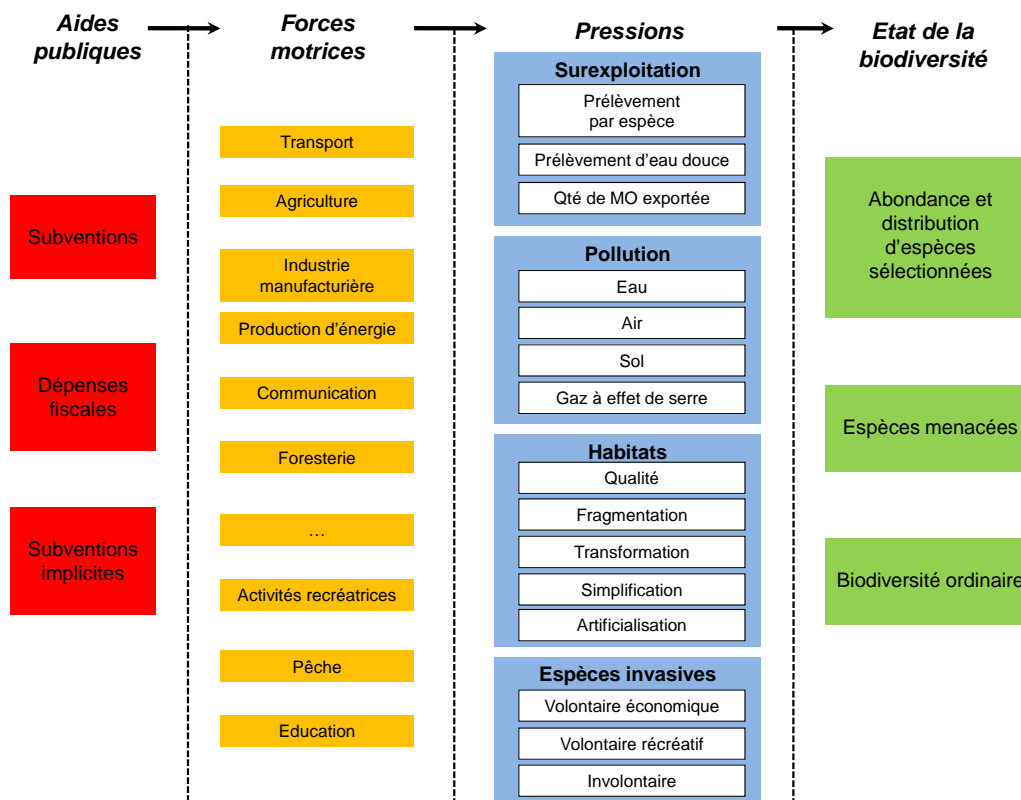 Aides
publiques
Forces
motrices
Pressions
Etat de la
biodiversité
Subventions
Dépenses
fiscales
Subventions
implicites
Transport
Agriculture
Industrie
manufacturière
Production d’énergie
Communication
Foresterie
…
Activités recréatrices
Pêche
Education
Surexploitation
Prélèvement
par espèce
Prélèvement d’eau douce
Qté de MO exportée
Pollution
Eau
Air
Sol
Gaz à effet de serre
Habitats
Qualité
Fragmentation
Transformation
Simplification
Artificialisation
Espèces invasives
Volontaire économique
Volontaire récréatif
Involontaire
Abondance et
distribution
d’espèces
sélectionnées
Espèces menacées
Biodiversité ordinaire